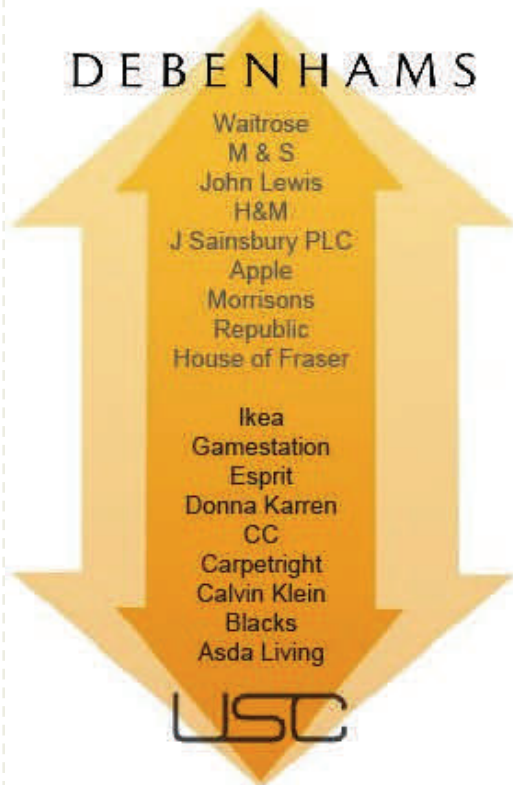 DEBENHAMS
Waitrose
M & S
John Lewis
H&M
J Sainsbury PLC
Apple
Morrisons
Republic
House of Fraser
Ikea
Gamestation
Esprit
Donna Karren
CC
Carpetright
Calvin Klein
Blacks
Asda Living
USC